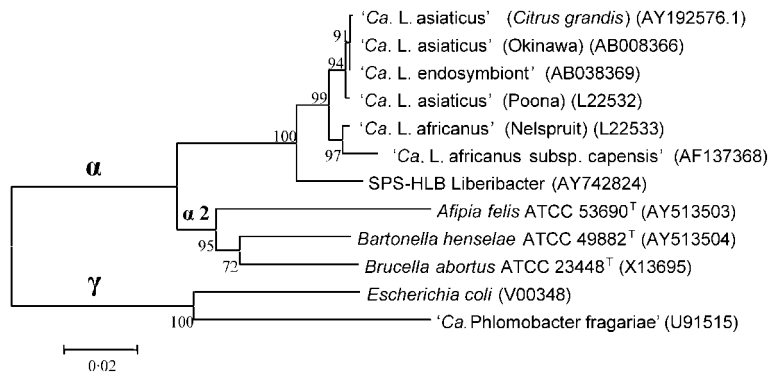 ‘Ca. L. asiaticus’ (Citrus grandis) (AY192576.1)
9
‘Ca. L. asiaticus’ (Okinawa) (AB008366)
94
‘Ca. L. endosymbiont’ (AB038369)
99
‘Ca. L. asiaticus’ (Poona) (L22532)
100
‘Ca. L. africanus’ (Nelspruit) (L22533)
97
‘Ca. L. africanus subsp. capensis’ (AF137368)
α
SPS-HLB Liberibacter (AY742824)
α 2
Afipia felis ATCC 53690ᵀ (AY513503)
95
Bartonella henselae ATCC 49882ᵀ (AY513504)
72
Brucella abortus ATCC 23448ᵀ (X13695)
γ
Escherichia coli (V00348)
100
‘Ca. Phlomobacter fragariae’ (U91515)
0·02